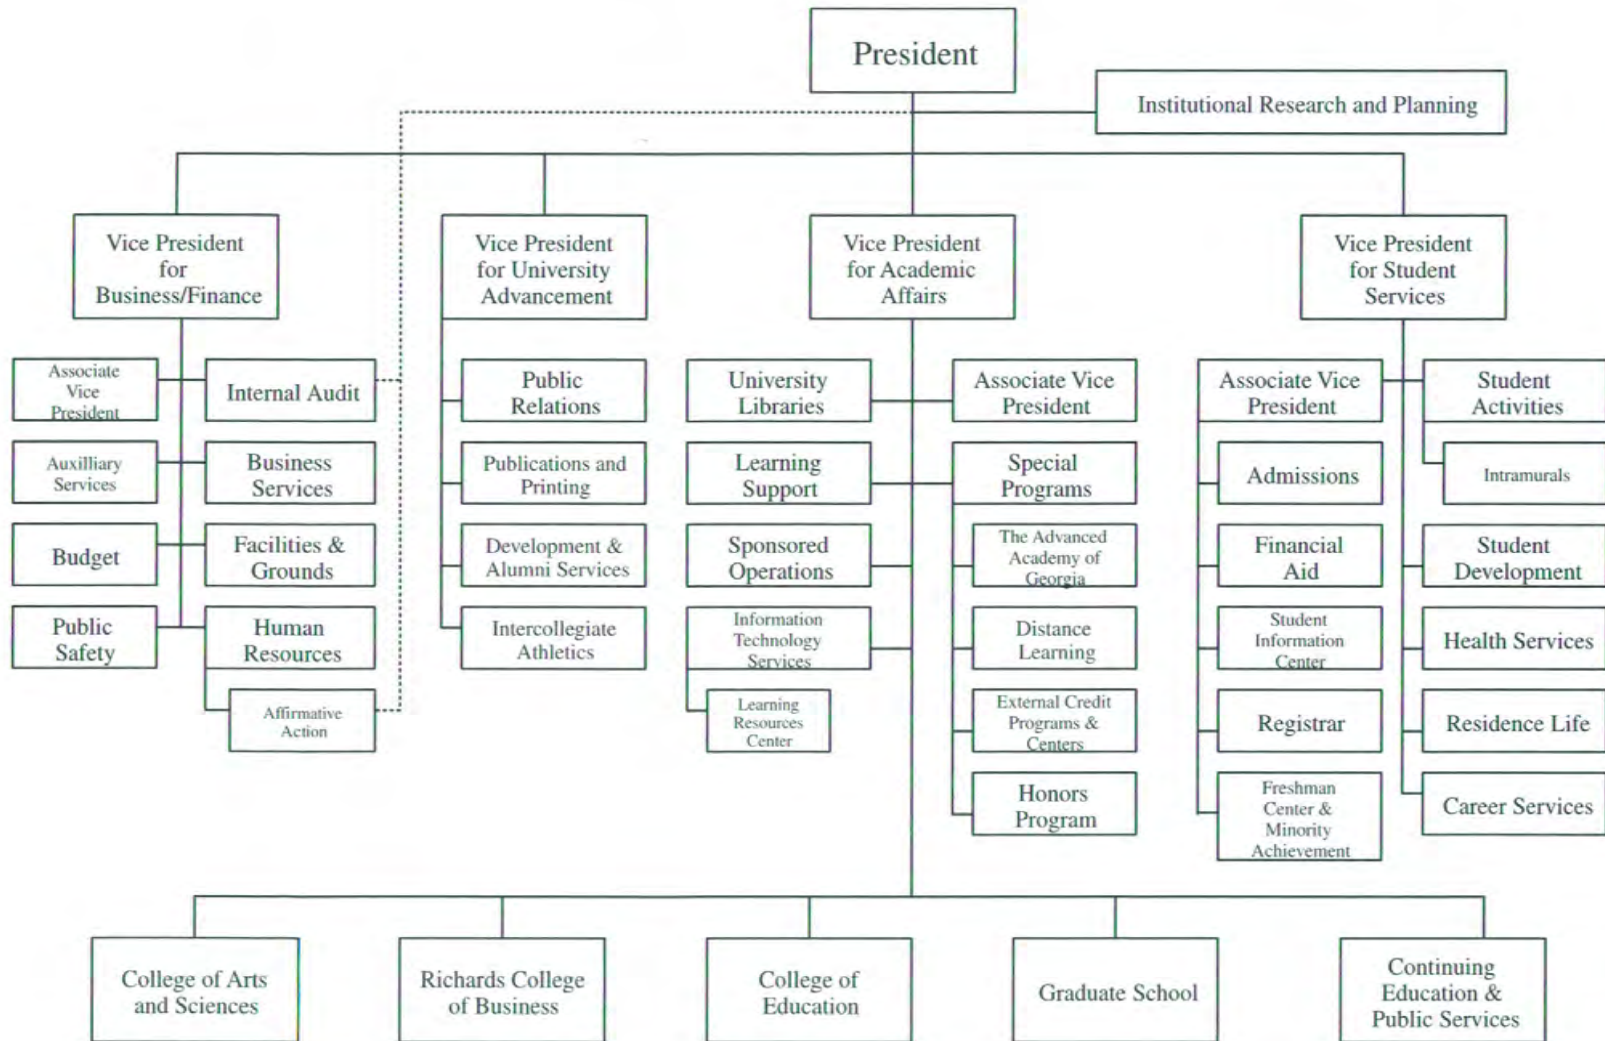 President
Institutional Research and Planning
Vice President
for
Business/Finance
Vice President
for University
Advancement
Vice President
for Academic
Affairs
Vice President
for Student
Services
Associate
Vice
President
Internal Audit
Auxilliary
Services
Business
Services
Budget
Facilities &
Grounds
Public
Safety
Human
Resources
Affirmative
Action
Public
Relations
Publications and
Printing
Development &
Alumni Services
Intercollegiate
Athletics
University
Libraries
Associate Vice
President
Learning
Support
Special
Programs
Sponsored
Operations
The Advanced
Academy of
Georgia
Information
Technology
Services
Distance
Learning
Learning
Resources
Center
External Credit
Programs &
Centers
Honors
Program
Associate Vice
President
Student
Activities
Admissions
Intramurals
Financial
Aid
Student
Development
Student
Information
Center
Health Services
Registrar
Residence Life
Freshman
Center &
Minority
Achievement
Career Services
College of Arts
and Sciences
Richards College
of Business
College of
Education
Graduate School
Continuing
Education &
Public Services